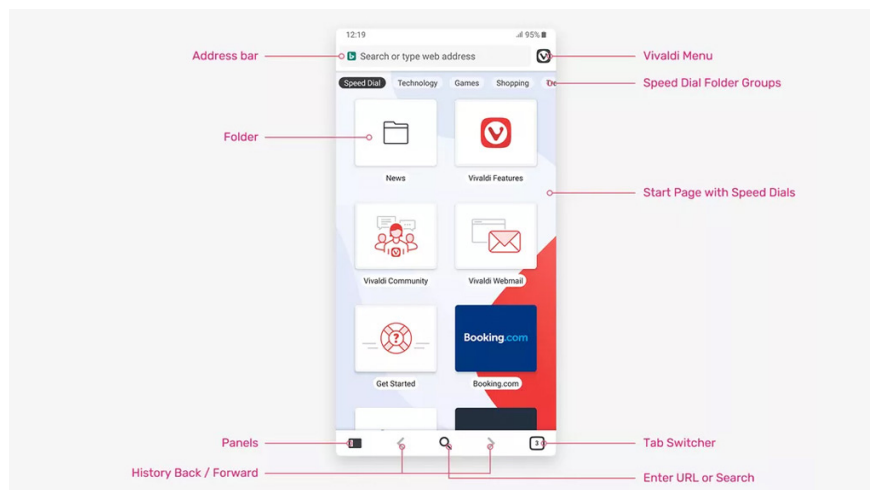 12:19
95%
Address bar
Search or type web address
Vivaldi Menu
Speed Dial
Technology
Games
Shopping
Speed Dial Folder Groups
Folder
News
Vivaldi Features
Start Page with Speed Dials
Vivaldi Community
Vivaldi Webmail
Booking.com
Get Started
Booking.com
Panels
3
Tab Switcher
History Back / Forward
Enter URL or Search